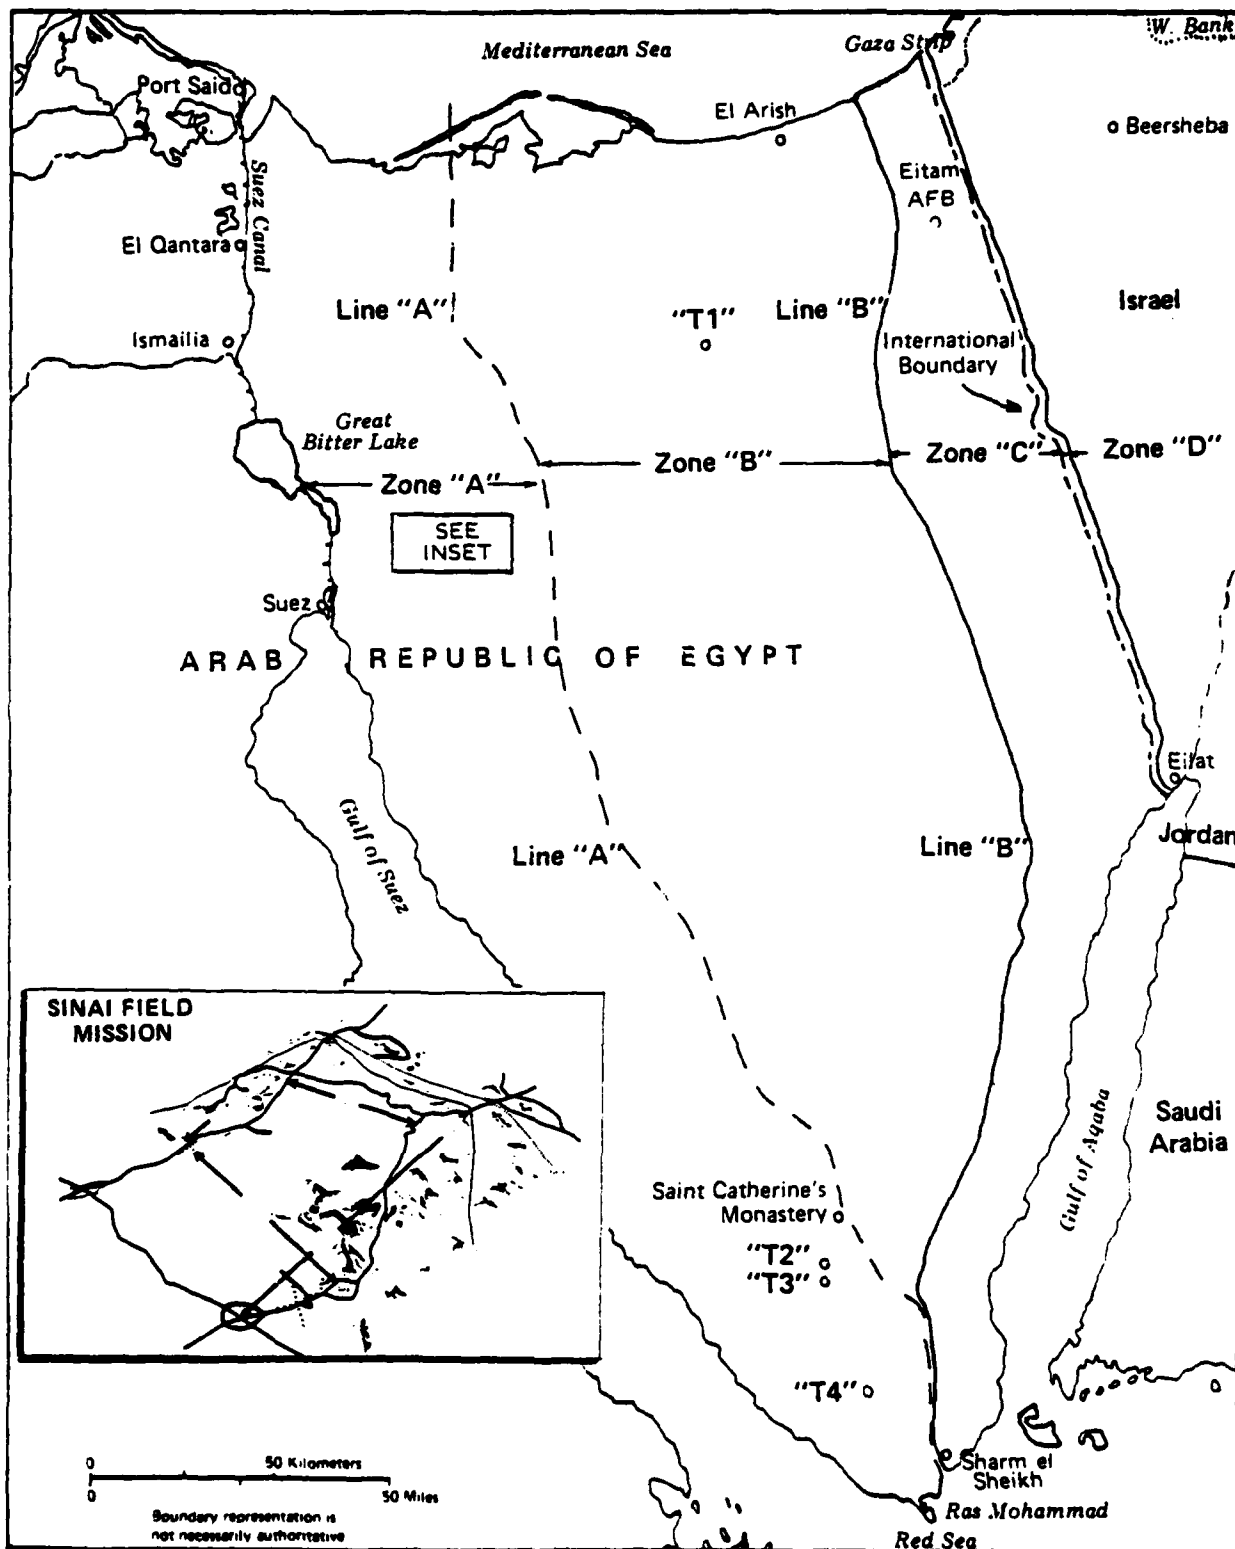 W. Bank
Mediterranean Sea
Gaza Strip
Port Said
El Arish
Beersheba
Suez Canal
Eitam
AFB
El Qantara
Line "A"
"T1"
Line "B"
Israel
Ismailia
International
Boundary
Great
Bitter Lake
Zone "A"
Zone "B"
Zone "C"
Zone "D"
SEE
INSET
Suez
ARAB REPUBLIC OF EGYPT
Eilat
Gulf of Suez
Line "A"
Line "B"
Jordan
SINAI FIELD
MISSION
Saudi
Arabia
Gulf of Aqaba
Saint Catherine's
Monastery
"T2"
"T3"
"T4"
0 50 Kilometers
0 50 Miles
Boundary representation is
not necessarily authoritative
Sharm el
Sheikh
Ras Mohammad
Red Sea